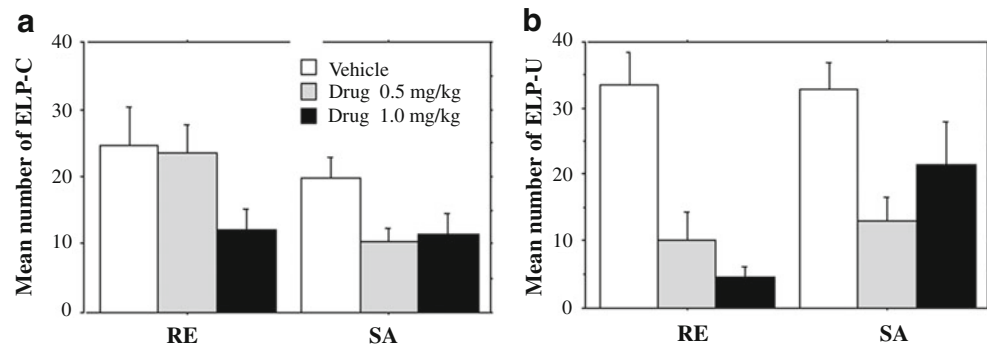 a
Mean number of ELP-C
40
30
20
10
0
Vehicle
Drug 0.5 mg/kg
Drug 1.0 mg/kg
RE
SA
b
Mean number of ELP-U
40
30
20
10
0
RE
SA